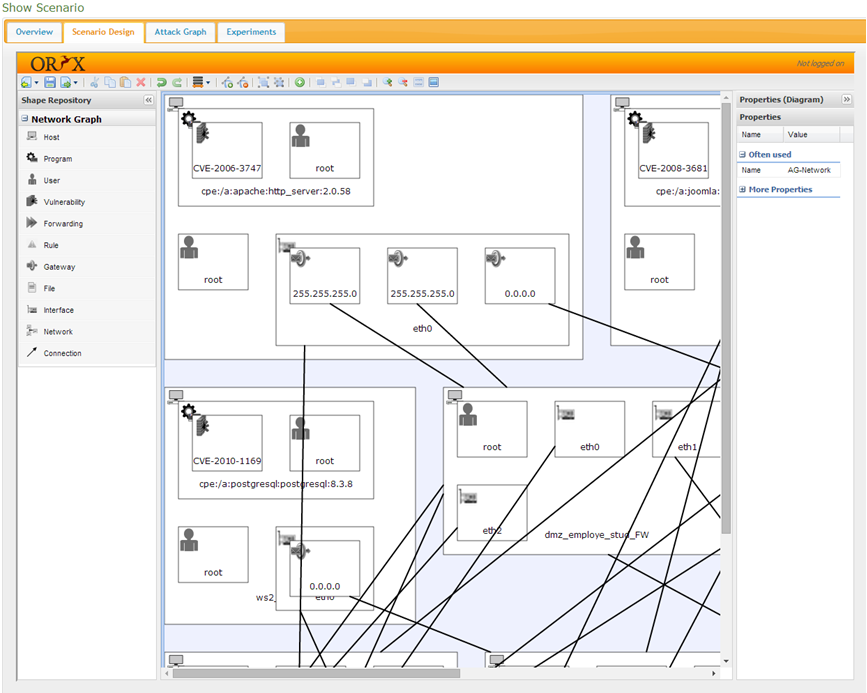 Show Scenario
Overview
Scenario Design
Attack Graph
Experiments
ORYX
Not logged on
Shape Repository
Network Graph
Host
Program
User
Vulnerability
Forwarding
Rule
Gateway
File
Interface
Network
Connection
CVE-2006-3747
root
cpe:/a:apache:http_server:2.0.58
root
255.255.255.0
255.255.255.0
0.0.0.0
eth0
CVE-2008-3681
cpe:/a:joomla:
root
CVE-2010-1169
root
cpe:/a:postgresql:postgresql:8.3.8
root
0.0.0.0
ws2_
eth0
root
eth0
eth1
eth2
dmz_employe_stud_FW
Properties (Diagram)
Properties
Name Value
Often used
Name AG-Network
More Properties